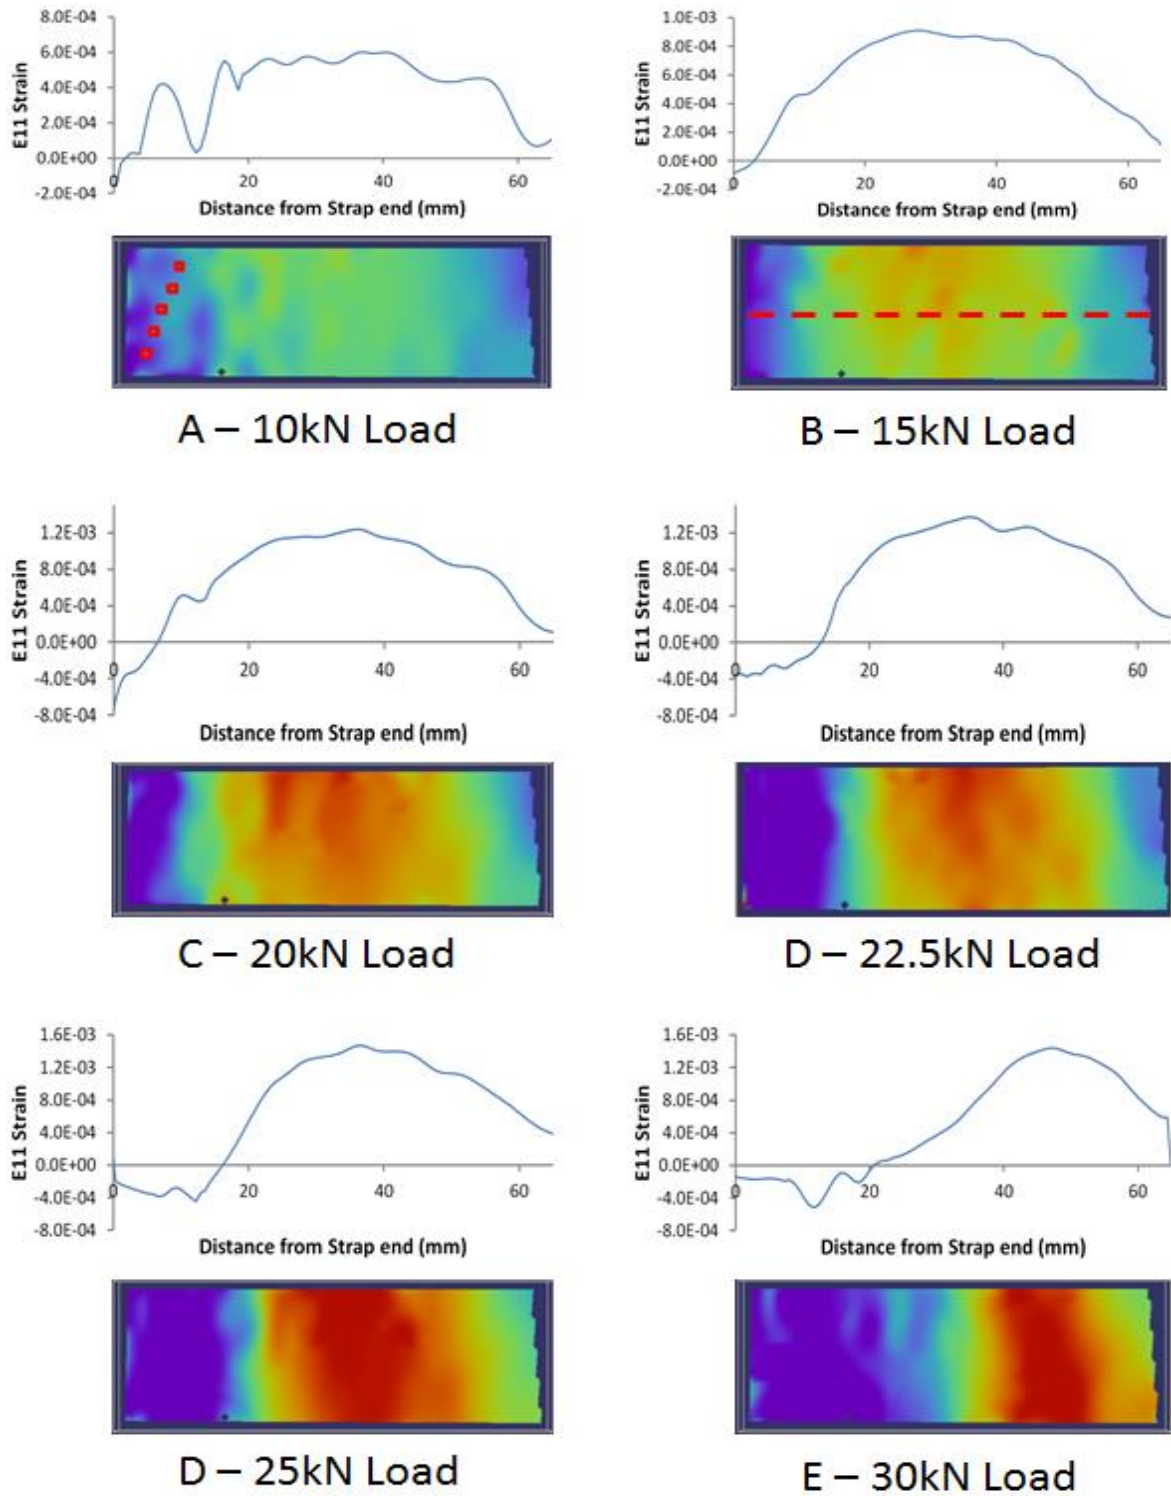 8.0E-04
6.0E-04
4.0E-04
2.0E-04
0.0E+00
-2.0E-04
0 20 40 60
E11 Strain
Distance from Strap end (mm)
A – 10kN Load
1.0E-03
8.0E-04
6.0E-04
4.0E-04
2.0E-04
0.0E+00
-2.0E-04
0 20 40 60
E11 Strain
Distance from Strap end (mm)
B – 15kN Load
1.2E-03
8.0E-04
4.0E-04
0.0E+00
-4.0E-04
-8.0E-04
0 20 40 60
E11 Strain
Distance from Strap end (mm)
C – 20kN Load
1.2E-03
8.0E-04
4.0E-04
0.0E+00
-4.0E-04
-8.0E-04
0 20 40 60
E11 Strain
Distance from Strap end (mm)
D – 22.5kN Load
1.6E-03
1.2E-03
8.0E-04
4.0E-04
0.0E+00
-4.0E-04
-8.0E-04
0 20 40 60
E11 Strain
Distance from Strap end (mm)
D – 25kN Load
1.6E-03
1.2E-03
8.0E-04
4.0E-04
0.0E+00
-4.0E-04
-8.0E-04
0 20 40 60
E11 Strain
Distance from Strap end (mm)
E – 30kN Load